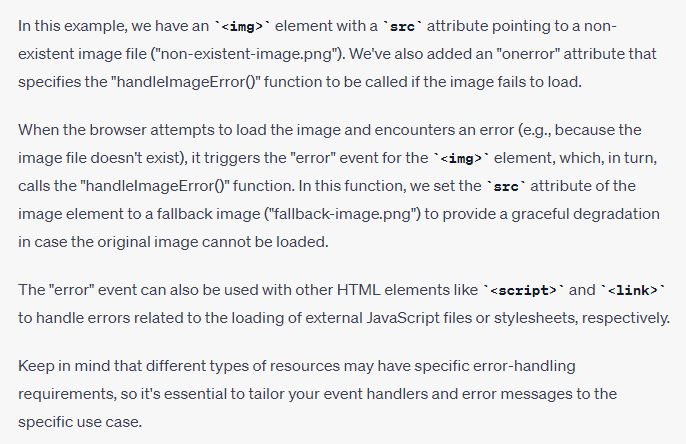 In this example, we have an `<img>` element with a `src` attribute pointing to a non-
existent image file ("non-existent-image.png"). We've also added an "onerror" attribute that
specifies the "handleImageError()" function to be called if the image fails to load.
When the browser attempts to load the image and encounters an error (e.g., because the
image file doesn't exist), it triggers the "error" event for the `<img>` element, which, in turn,
calls the "handleImageError()" function. In this function, we set the `src` attribute of the
image element to a fallback image ("fallback-image.png") to provide a graceful degradation
in case the original image cannot be loaded.
The "error" event can also be used with other HTML elements like `<script>` and `<link>`
to handle errors related to the loading of external JavaScript files or stylesheets, respectively.
Keep in mind that different types of resources may have specific error-handling
requirements, so it's essential to tailor your event handlers and error messages to the
specific use case.